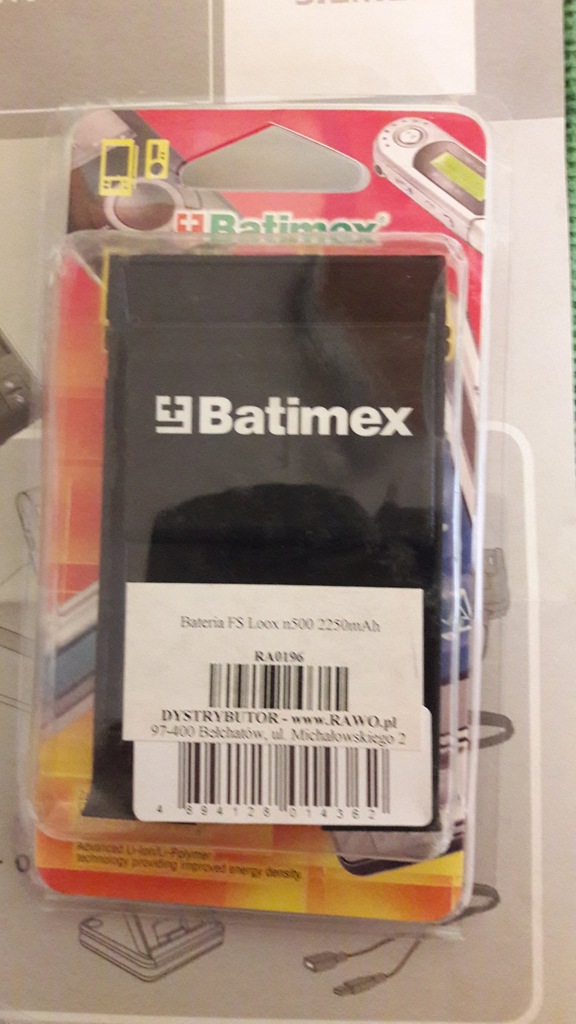 Batimex®
Batimex
Bateria FS Loox n500 2250mAh
RA0196
DYSTRYBUTOR - www.RAWO.pl
97-400 Bełchatów, ul. Michałowskiego 2
4 894128 014362
Advanced Li-Ion/Li-Polymer
technology providing improved energy density.